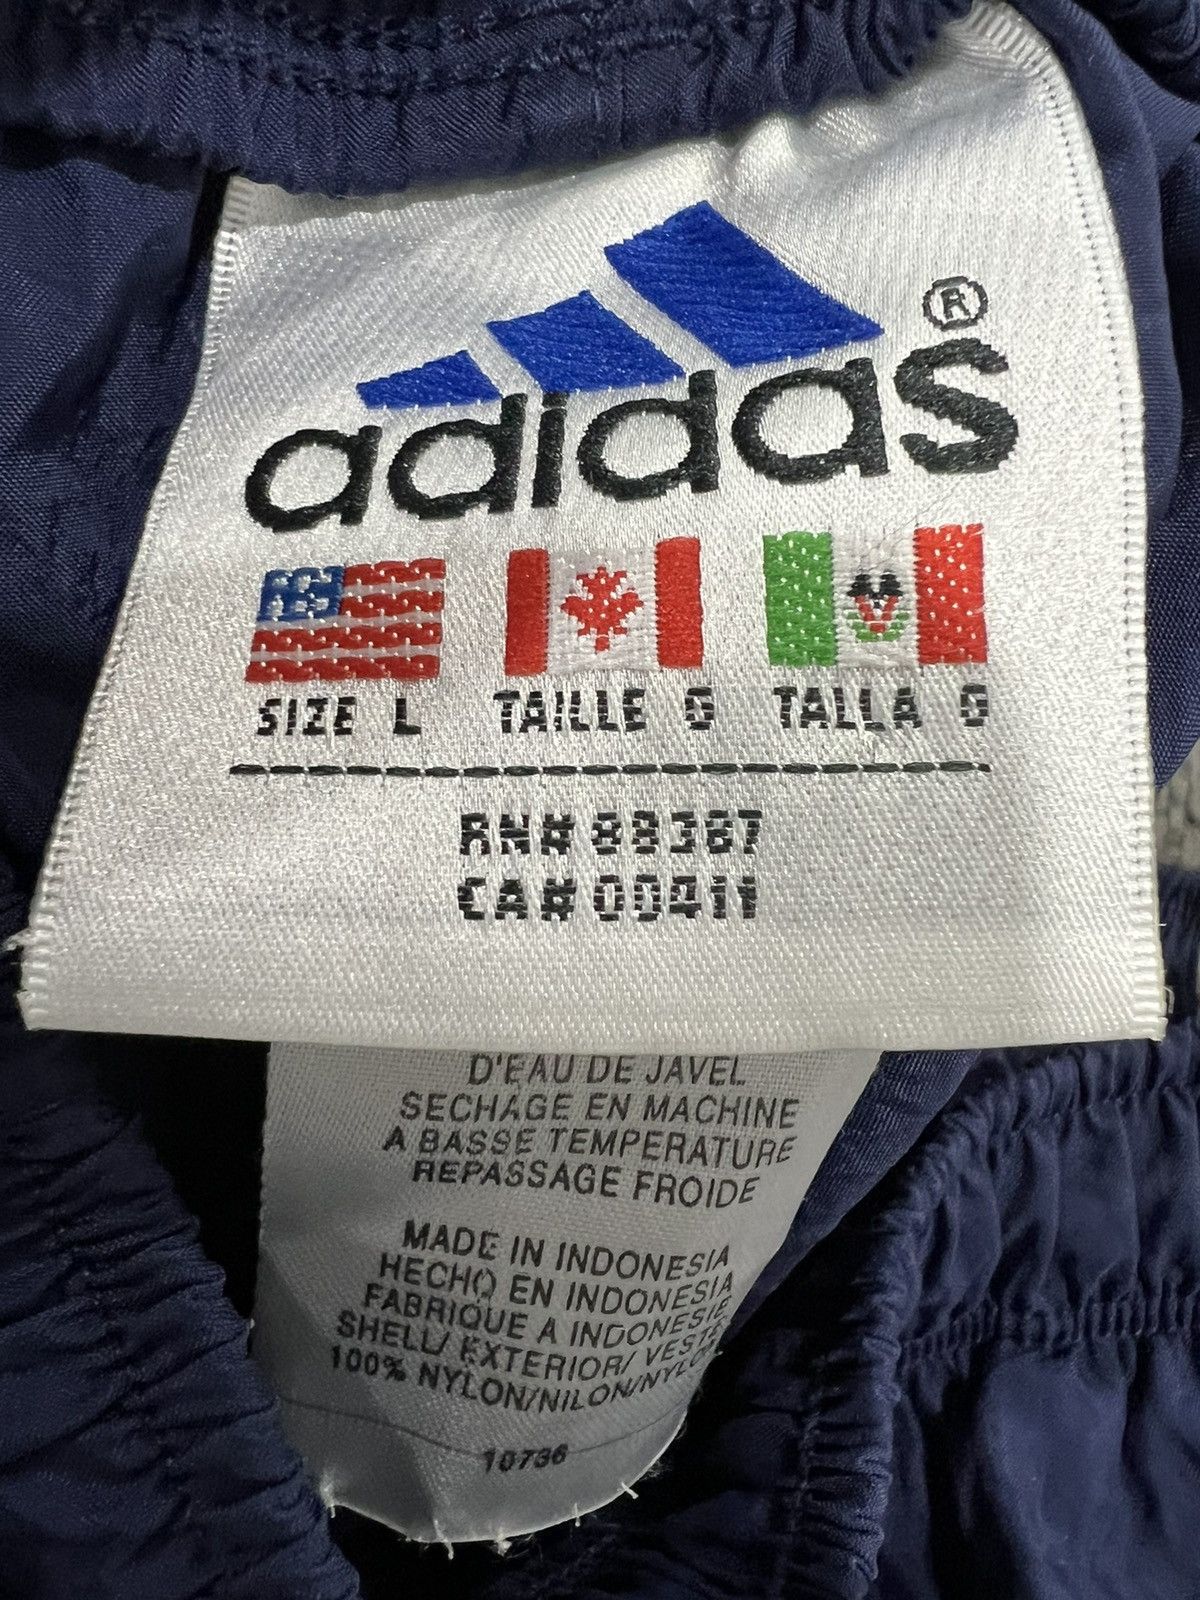 adidas®
SIZE L TAILLE G TALLA G
RN# 88387
CA# 00411
D'EAU DE JAVEL
SECHAGE EN MACHINE
A BASSE TEMPERATURE
REPASSAGE FROIDE
MADE IN INDONESIA
HECHO EN INDONESIA
FABRIQUE A INDONESIE
SHELL/ EXTERIOR/ VESTE
100% NYLON/NILON/NYLON
10736